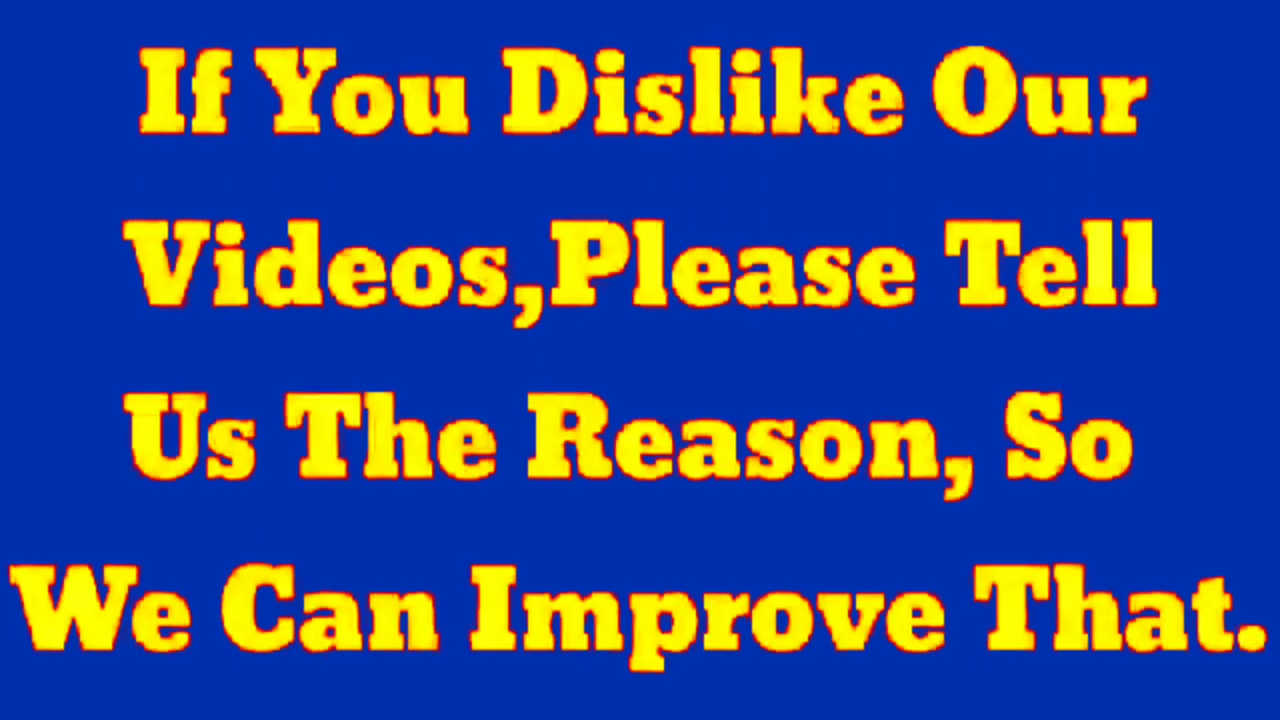 If You Dislike Our
Videos,Please Tell
Us The Reason, So
We Can Improve That.